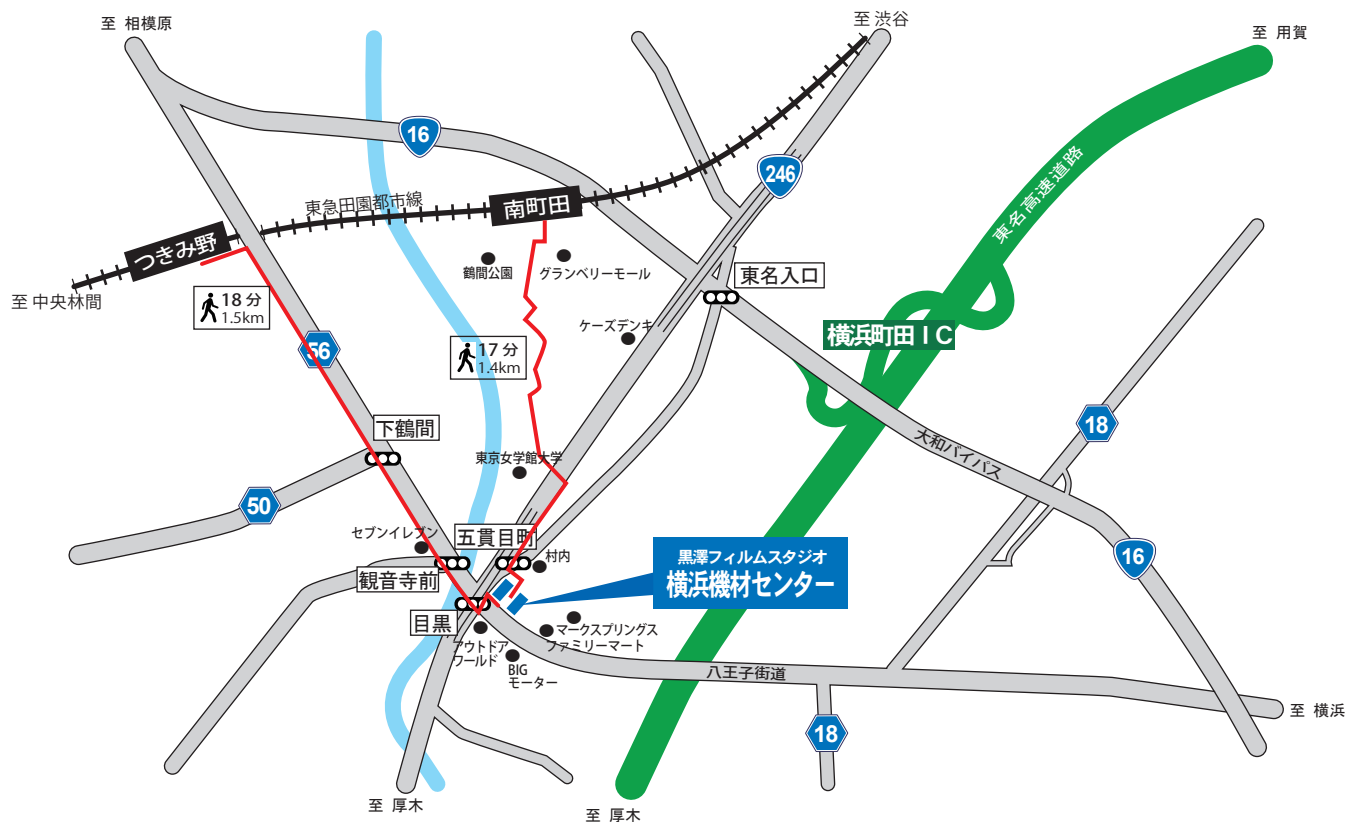 至 相模原
至 渋谷
至 用賀
16
246
東急田園都市線
南町田
つきみ野
東名高速道路
至 中央林間
鶴間公園
グランベリーモール
東名入口
18 分
1.5km
ケーズデンキ
横浜町田 I C
56
17 分
1.4km
18
下鶴間
大和バイパス
東京女学館大学
50
セブンイレブン
五貫目町
村内
黒澤フィルムスタジオ
横浜機材センター
16
観音寺前
目黒
マークスプリングス
ファミリーマート
アウトドア
ワールド
BIG
モーター
八王子街道
至 横浜
18
至 厚木
至 厚木